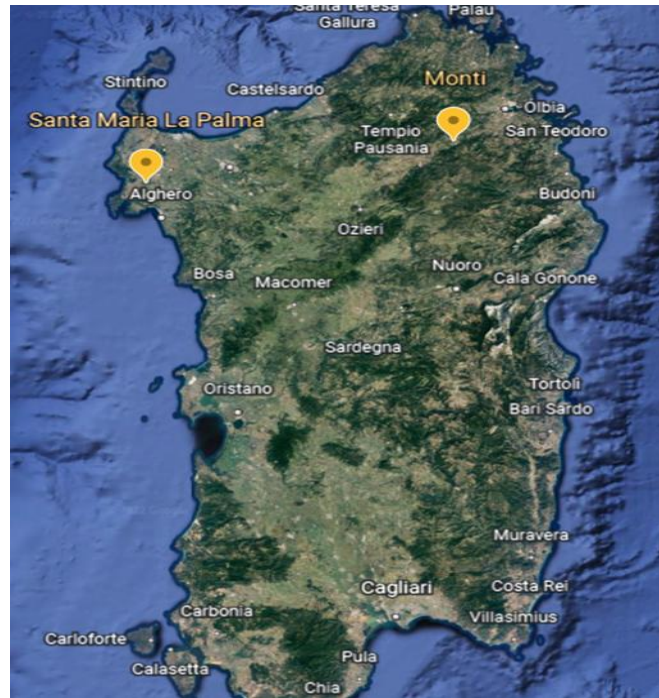 Santa Teresa
Gallura
Palau
Stintino
Castelsardo
Monti
Olbia
Santa Maria La Palma
Tempio
Pausania
San Teodoro
Alghero
Budoni
Ozieri
Bosa
Macomer
Nuoro
Cala Gonone
Sardegna
Oristano
Tortolì
Bari Sardo
Muravera
Cagliari
Costa Rei
Carbonia
Villasimius
Carloforte
Calasetta
Pula
Chia